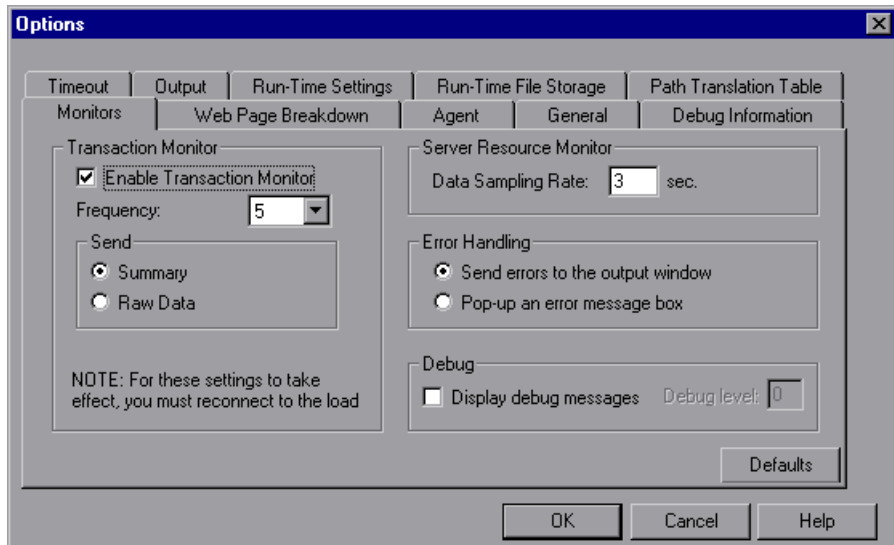 Options
Timeout Output Run-Time Settings Run-Time File Storage Path Translation Table
Monitors Web Page Breakdown Agent General Debug Information
Transaction Monitor
Enable Transaction Monitor
Frequency: 5
Send
Summary
Raw Data
NOTE: For these settings to take
effect, you must reconnect to the load
Server Resource Monitor
Data Sampling Rate: 3 sec.
Error Handling
Send errors to the output window
Pop-up an error message box
Debug
Display debug messages Debug level: 0
Defaults
OK Cancel Help